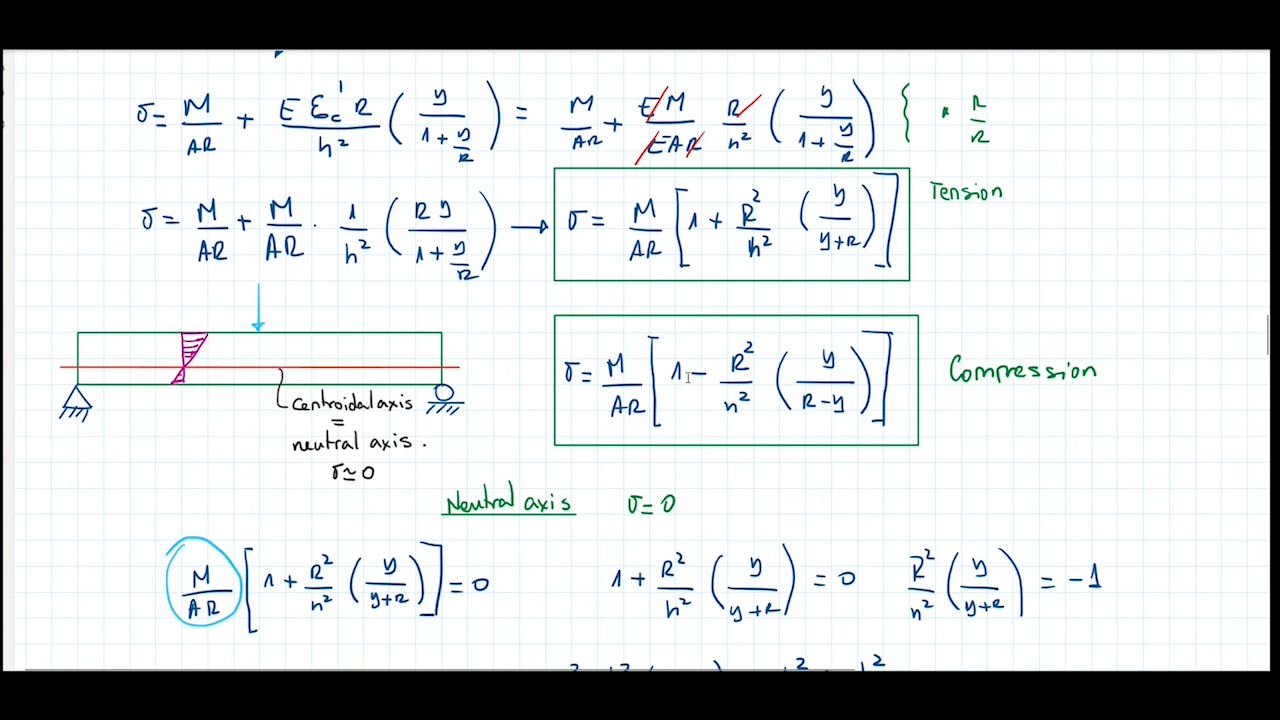 σ = M/AR + E ε'c R/h² ( y / (1 + y/R) ) = M/AR + EM/EAR R/h² ( y / (1 + y/R) ) { * R/R
σ = M/AR + M/AR · 1/h² ( Ry / (1 + y/R) ) → σ = M/AR [ 1 + R²/h² ( y/(y+R) ) ] Tension
σ = M/AR [ 1 - R²/h² ( y/(R-y) ) ] Compression
centroidal axis
=
neutral axis.
σ ≃ 0
Neutral axis σ = 0
M/AR [ 1 + R²/h² ( y/(y+R) ) ] = 0 1 + R²/h² ( y/(y+R) ) = 0 R²/h² ( y/(y+R) ) = -1